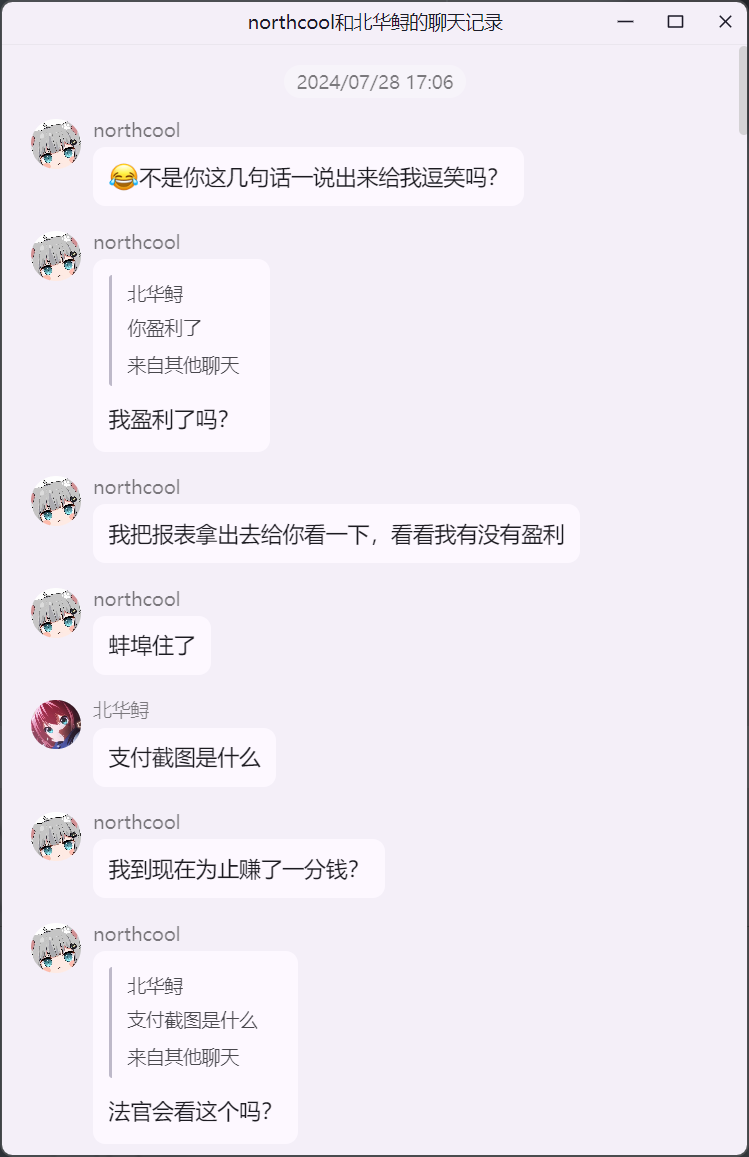 northcool和北华鲟的聊天记录
2024/07/28 17:06
northcool
😂不是你这几句话一说出来给我逗笑吗？
northcool
北华鲟
你盈利了
来自其他聊天
我盈利了吗？
northcool
我把报表拿出去给你看一下，看看我有没有盈利
northcool
蚌埠住了
北华鲟
支付截图是什么
northcool
我到现在为止赚了一分钱？
northcool
北华鲟
支付截图是什么
来自其他聊天
法官会看这个吗？